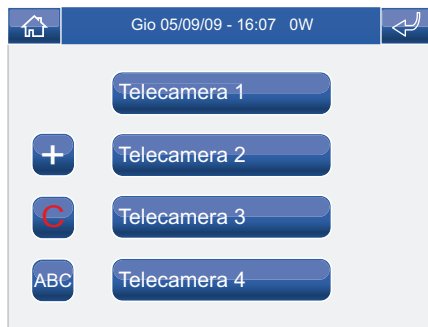 Gio 05/09/09 - 16:07 0W
Telecamera 1
+
Telecamera 2
C
Telecamera 3
ABC
Telecamera 4